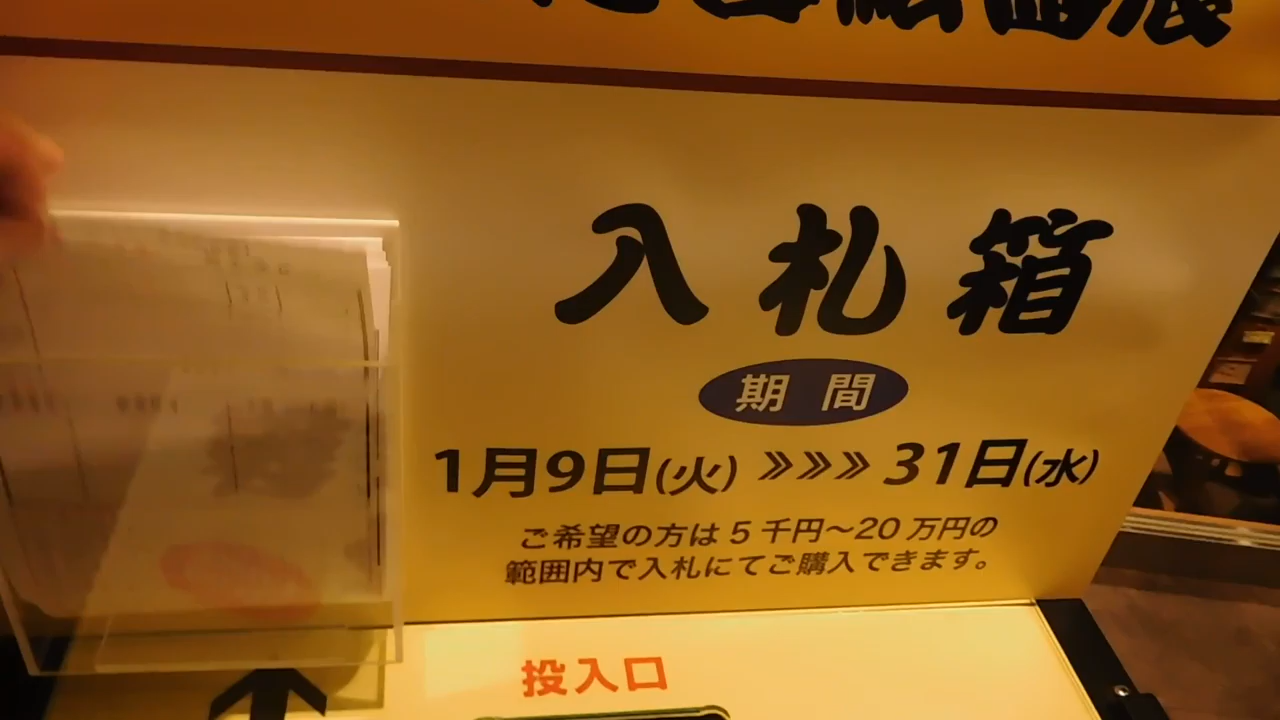 入札箱
期間
1月9日(火)>>>31日(水)
ご希望の方は5千円〜20万円の
範囲内で入札にてご購入できます。
投入口